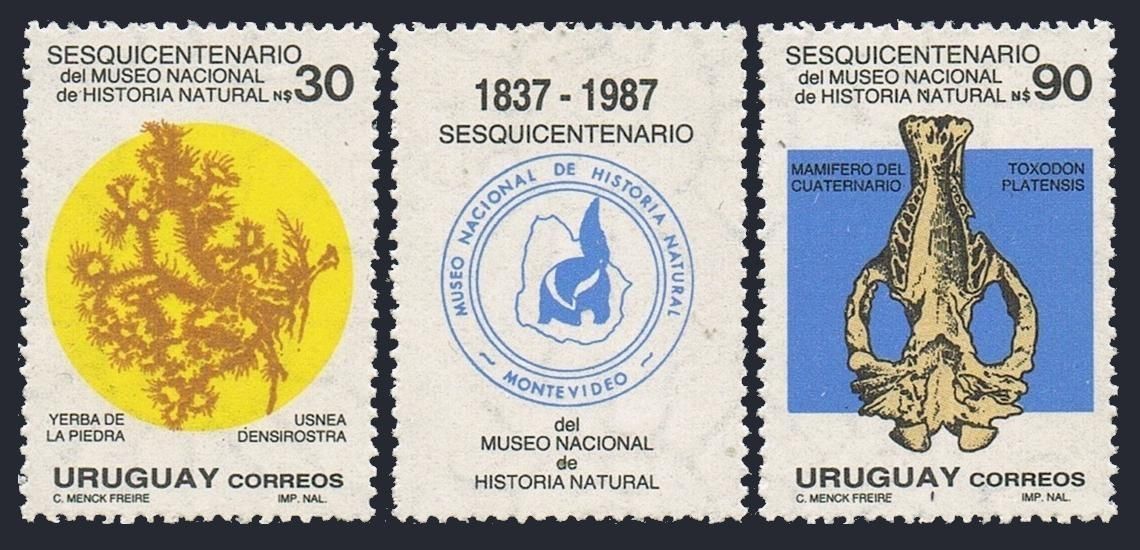 SESQUICENTENARIO
del MUSEO NACIONAL
de HISTORIA NATURAL N$30
YERBA DE
LA PIEDRA
USNEA
DENSIROSTRA
URUGUAY CORREOS
C. MENCK FREIRE IMP. NAL.
1837 - 1987
SESQUICENTENARIO
MUSEO NACIONAL DE HISTORIA NATURAL
~ MONTEVIDEO ~
del
MUSEO NACIONAL
de
HISTORIA NATURAL
SESQUICENTENARIO
del MUSEO NACIONAL
de HISTORIA NATURAL N$90
MAMIFERO DEL
CUATERNARIO
TOXODON
PLATENSIS
URUGUAY CORREOS
C. MENCK FREIRE IMP. NAL.